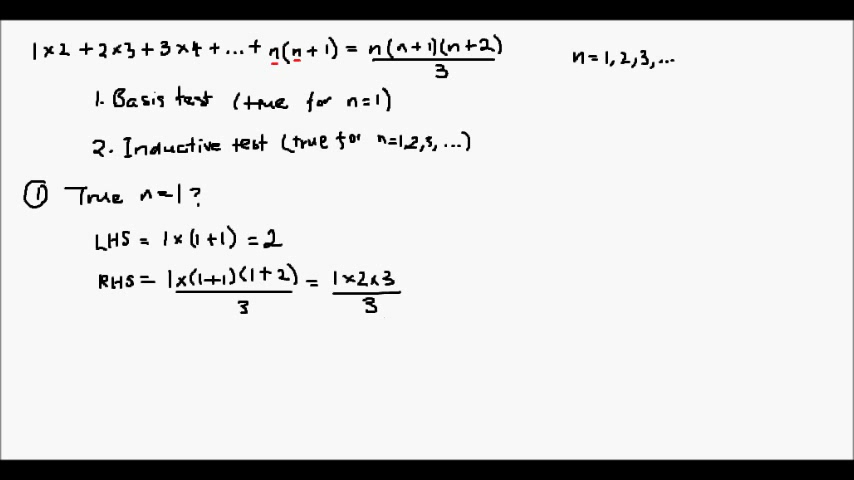 1×2 + 2×3 + 3×4 + ... + n(n+1) = n(n+1)(n+2)/3 n = 1, 2, 3, ...
1. Basis test (true for n=1)
2. Inductive test (true for n=1,2,3, ...)
① True n=1?
LHS = 1×(1+1) = 2
RHS = 1×(1+1)(1+2)/3 = 1×2×3/3